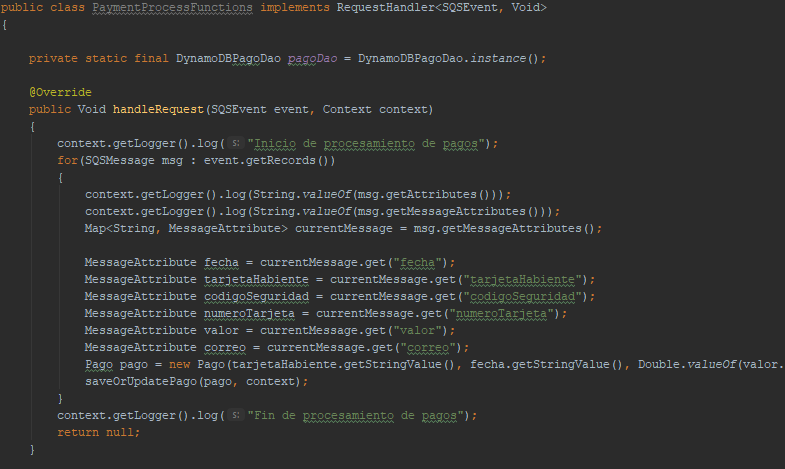 public class PaymentProcessFunctions implements RequestHandler<SQSEvent, Void>
{
private static final DynamoDBPagoDao pagoDao = DynamoDBPagoDao.instance();
@Override
public Void handleRequest(SQSEvent event, Context context)
{
context.getLogger().log( s: "Inicio de procesamiento de pagos");
for(SQSMessage msg : event.getRecords())
{
context.getLogger().log(String.valueOf(msg.getAttributes()));
context.getLogger().log(String.valueOf(msg.getMessageAttributes()));
Map<String, MessageAttribute> currentMessage = msg.getMessageAttributes();
MessageAttribute fecha = currentMessage.get("fecha");
MessageAttribute tarjetaHabiente = currentMessage.get("tarjetaHabiente");
MessageAttribute codigoSeguridad = currentMessage.get("codigoSeguridad");
MessageAttribute numeroTarjeta = currentMessage.get("numeroTarjeta");
MessageAttribute valor = currentMessage.get("valor");
MessageAttribute correo = currentMessage.get("correo");
Pago pago = new Pago(tarjetaHabiente.getStringValue(), fecha.getStringValue(), Double.valueOf(valor.
saveOrUpdatePago(pago, context);
}
context.getLogger().log( s: "Fin de procesamiento de pagos");
return null;
}